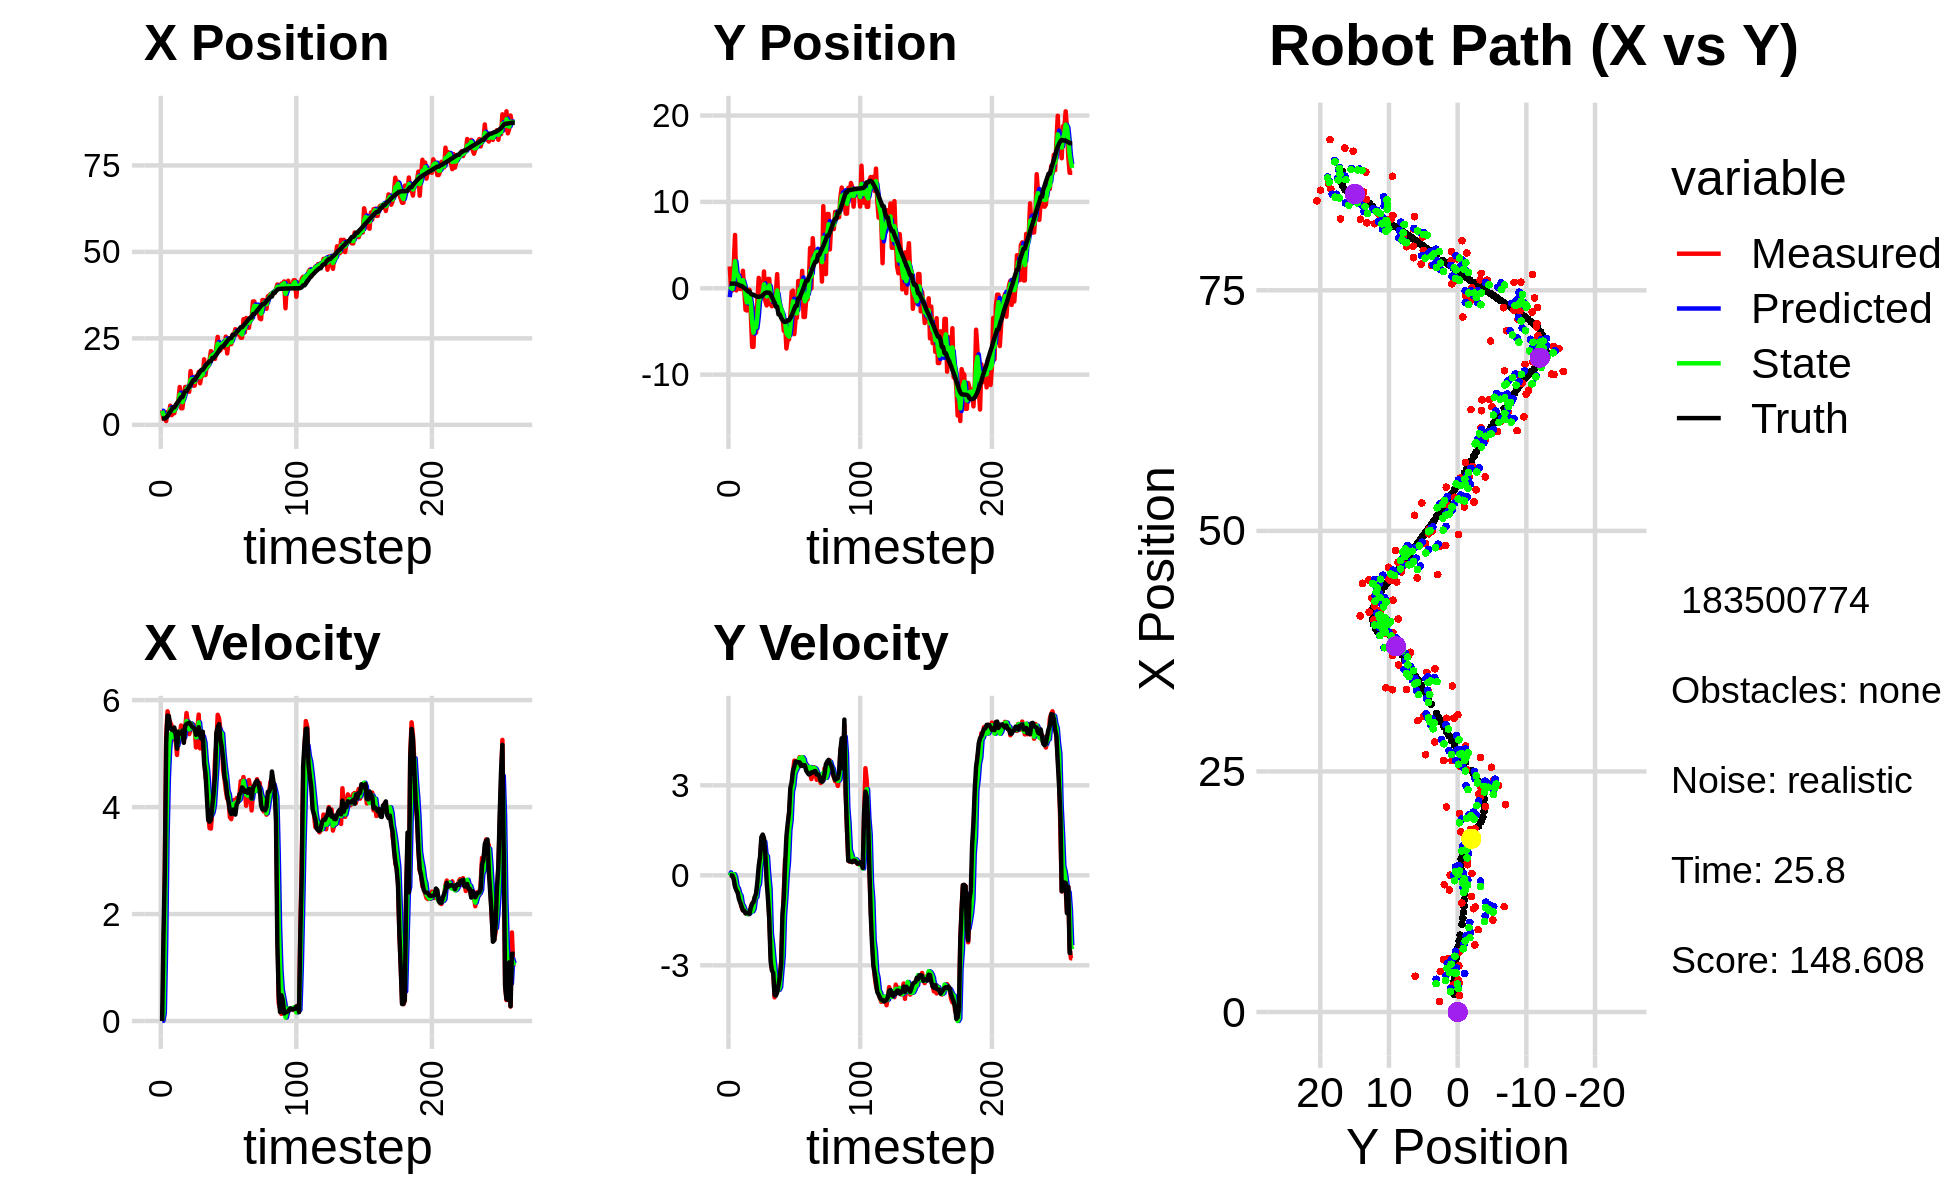 X Position
75
50
25
0
0
100
200
timestep
Y Position
20
10
0
-10
0
100
200
timestep
X Velocity
6
4
2
0
0
100
200
timestep
Y Velocity
3
0
-3
0
100
200
timestep
Robot Path (X vs Y)
X Position
75
50
25
0
20 10 0 -10 -20
Y Position
variable
Measured
Predicted
State
Truth
183500774
Obstacles: none
Noise: realistic
Time: 25.8
Score: 148.608